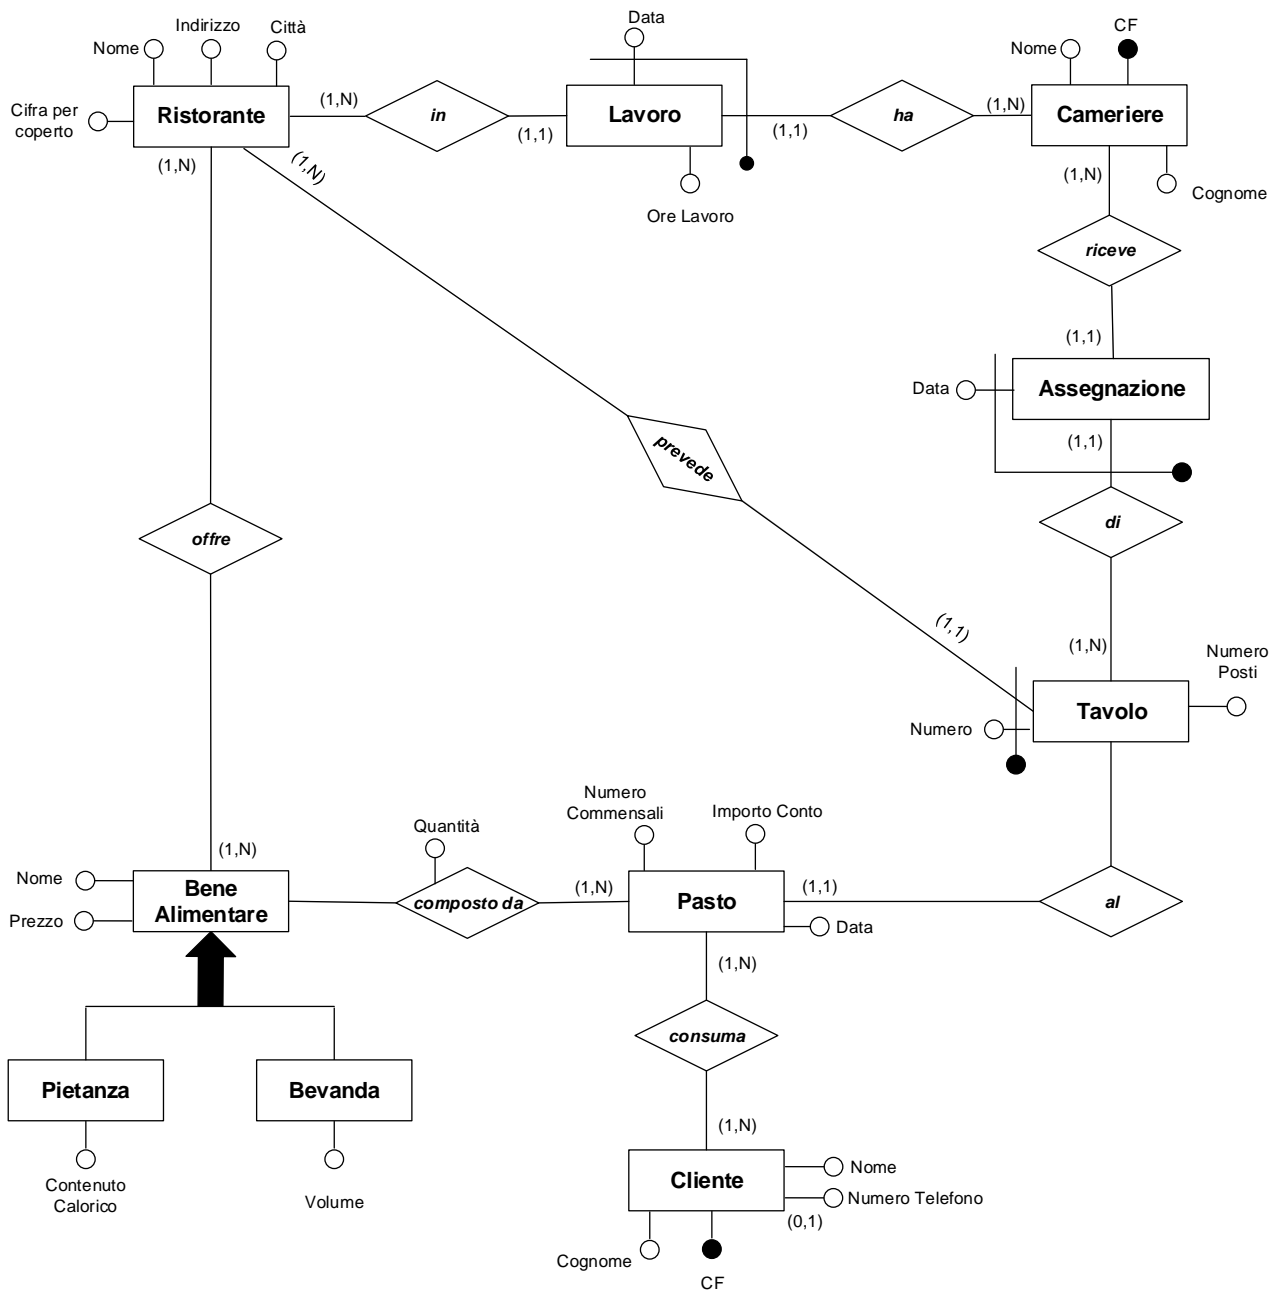 Indirizzo
Nome
Città
Data
Nome
CF
Cifra per
coperto
Ristorante
(1,N)
in
(1,1)
Lavoro
(1,1)
ha
(1,N)
Cameriere
(1,N)
(1,N)
(1,N)
Cognome
Ore Lavoro
riceve
(1,1)
Data
Assegnazione
(1,1)
prevede
offre
di
(1,1)
(1,N)
Numero
Posti
Tavolo
Numero
Numero
Commensali
Importo Conto
Quantità
(1,N)
Nome
Prezzo
Bene
Alimentare
composto da
(1,N)
Pasto
(1,1)
al
Data
(1,N)
consuma
Pietanza
Bevanda
(1,N)
Contenuto
Calorico
Volume
Cliente
Nome
Numero Telefono
(0,1)
Cognome
CF